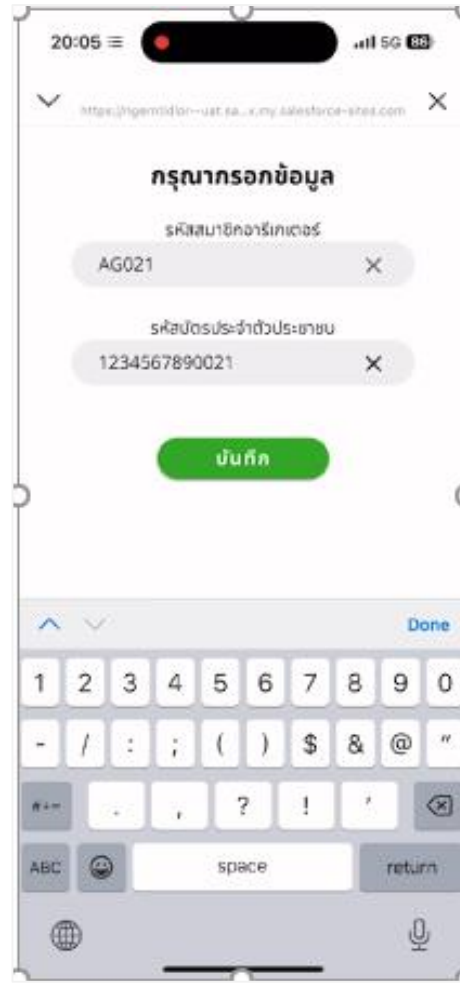 20:05
5G 86
กรุณากรอกข้อมูล
รหัสสมาชิกอารีเกเตอร์
AG021
รหัสบัตรประจำตัวประชาชน
1234567890021
บันทึก
Done
1 2 3 4 5 6 7 8 9 0
- / : ; ( ) $ & @ "
#+= . , ? ! '
ABC space return